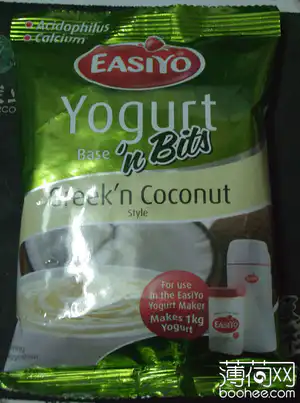 Acidophilus
Calcium
EASIYO
Yogurt
Base 'n Bits
Greek'n Coconut
Style
For use
in the EasiYo
Yogurt Maker
Makes 1kg
Yogurt
EASIYO
EASIYO
薄荷网
boohee.com